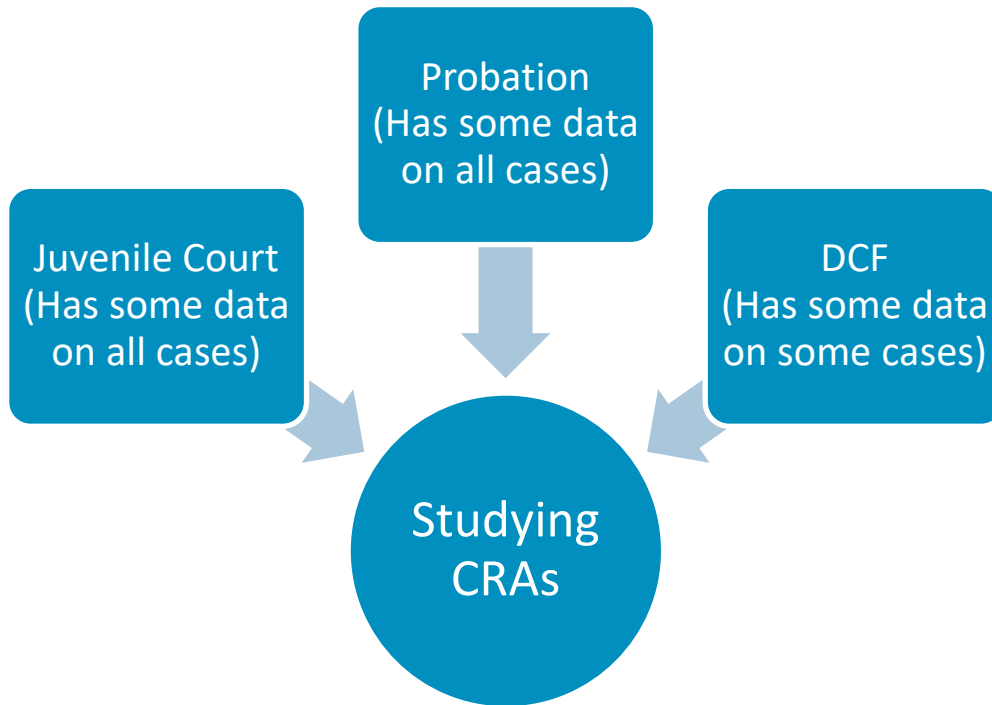 Probation
(Has some data
on all cases)
Juvenile Court
(Has some data
on all cases)
DCF
(Has some data
on some cases)
Studying
CRAs